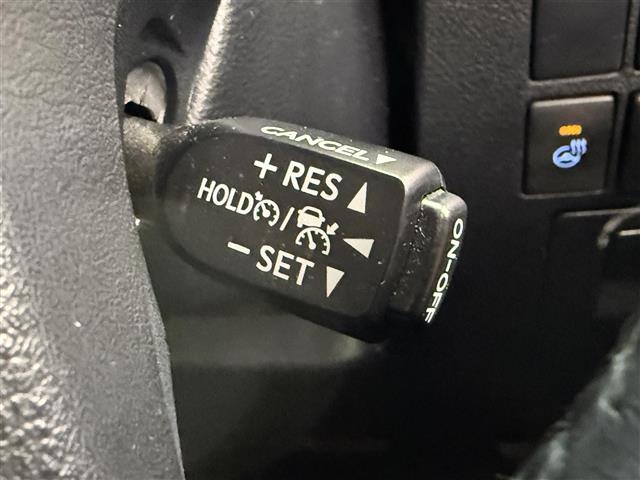 CANCEL▼
+ RES ▲
HOLD / ◀
− SET ▼
ON-OFF